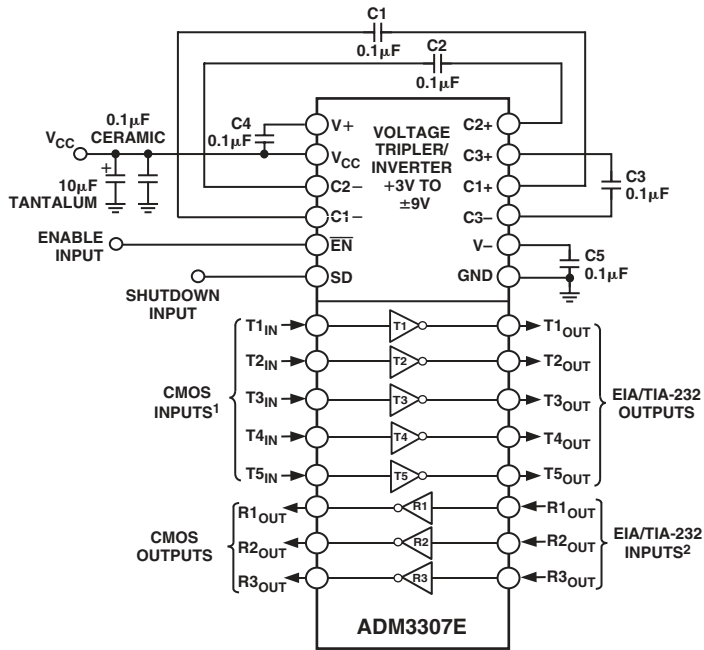 C1
0.1μF
C2
0.1μF
0.1μF
CERAMIC
VCC
+
10μF
TANTALUM
C4
0.1μF
V+
VCC
C2–
C1–
EN
SD
VOLTAGE
TRIPLER/
INVERTER
+3V TO
±9V
C2+
C3+
C1+
C3–
V–
GND
C3
0.1μF
C5
0.1μF
ENABLE
INPUT
SHUTDOWN
INPUT
T1IN
T1
T1OUT
T2IN
T2
T2OUT
T3IN
T3
T3OUT
T4IN
T4
T4OUT
T5IN
T5
T5OUT
CMOS
INPUTS1
EIA/TIA-232
OUTPUTS
R1OUT
R1
R1OUT
R2OUT
R2
R2OUT
R3OUT
R3
R3OUT
CMOS
OUTPUTS
EIA/TIA-232
INPUTS2
ADM3307E